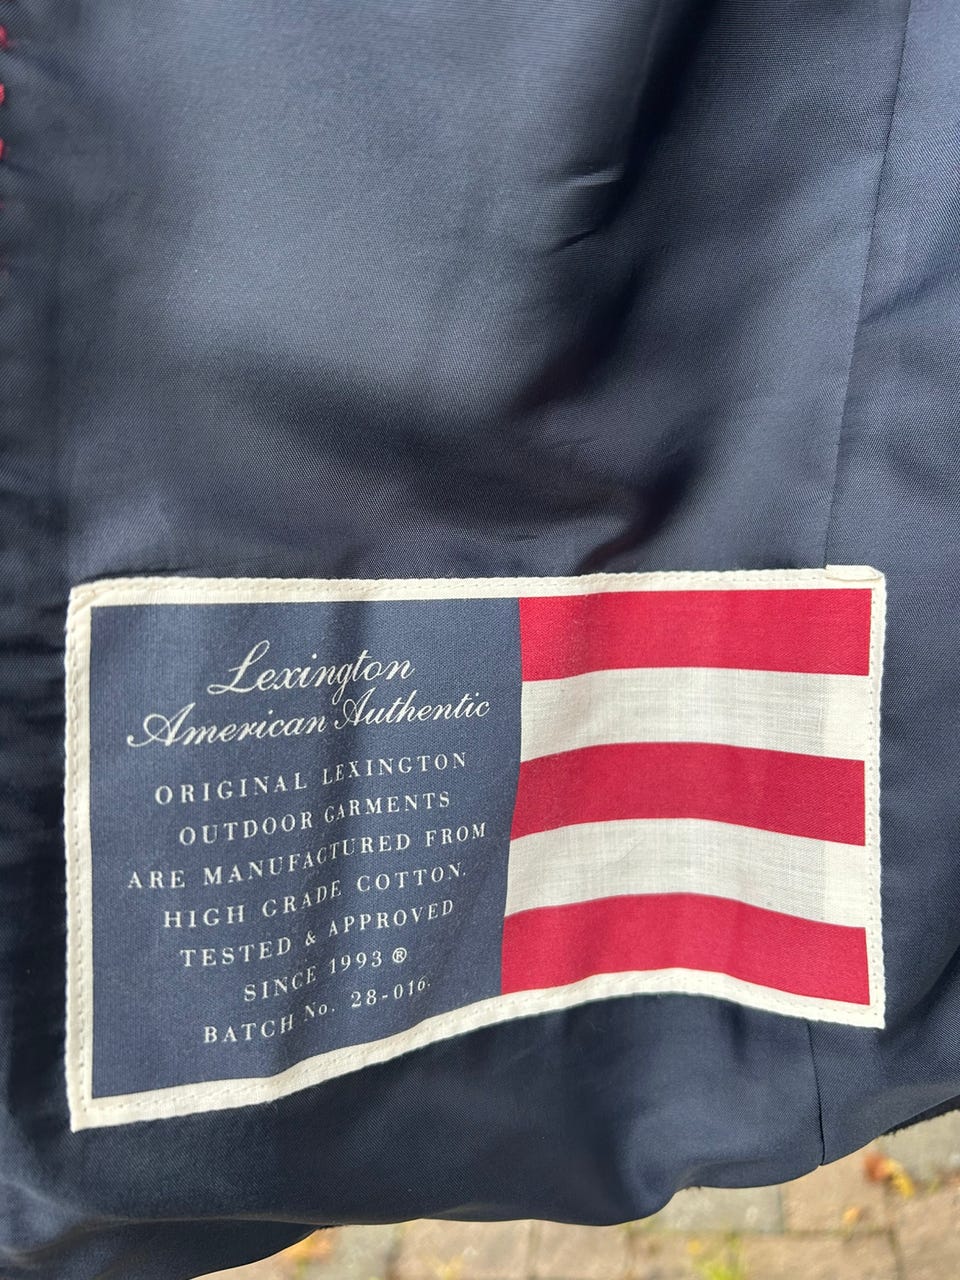 Lexington
American Authentic
ORIGINAL LEXINGTON
OUTDOOR GARMENTS
ARE MANUFACTURED FROM
HIGH GRADE COTTON.
TESTED & APPROVED
SINCE 1993 ®
BATCH No. 28-016.